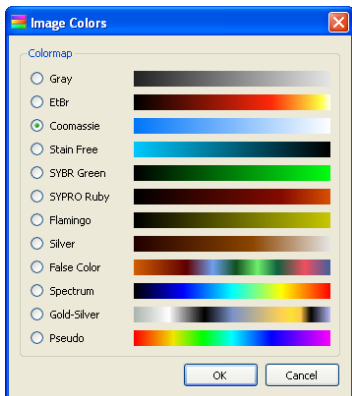 Image Colors
Colormap
Gray
EtBr
Coomassie
Stain Free
SYBR Green
SYPRO Ruby
Flamingo
Silver
False Color
Spectrum
Gold-Silver
Pseudo
OK Cancel